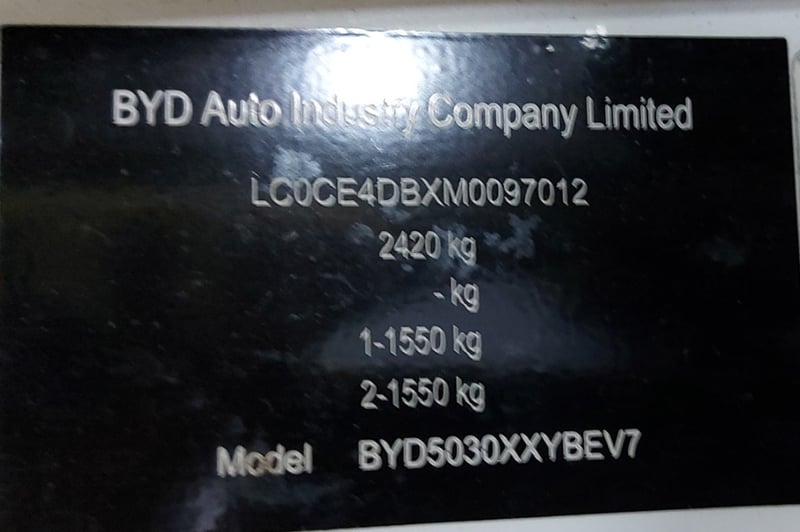 BYD Auto Industry Company Limited
LC0CE4DBXM0097012
2420 kg
- kg
1-1550 kg
2-1550 kg
Model BYD5030XXYBEV7